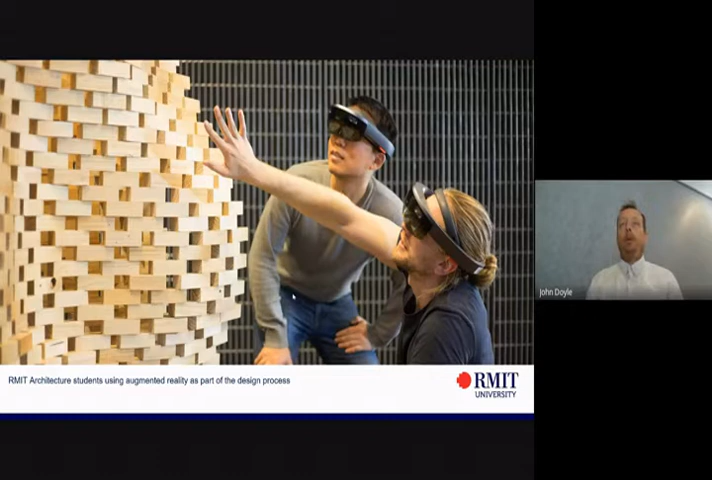 John Doyle
RMIT Architecture students using augmented reality as part of the design process
RMIT
UNIVERSITY